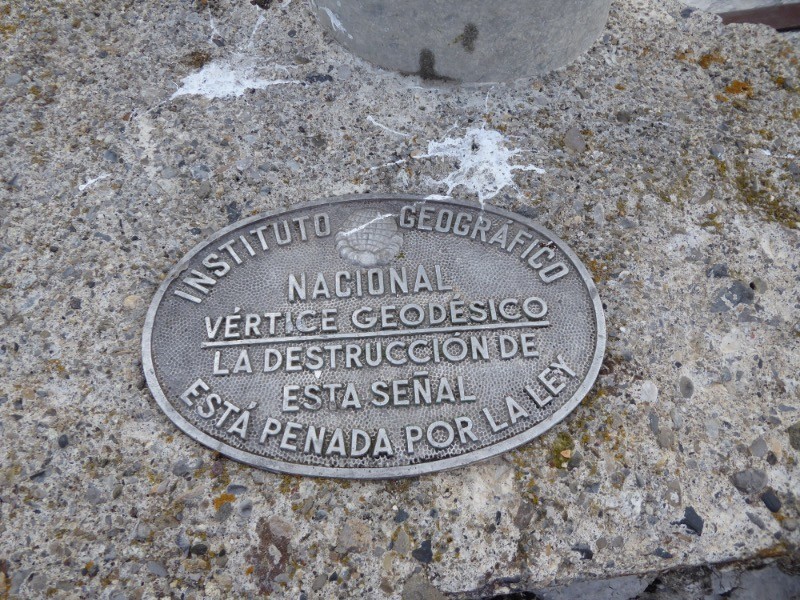 INSTITUTO GEOGRÁFICO
NACIONAL
VÉRTICE GEODÉSICO
LA DESTRUCCIÓN DE
ESTA SEÑAL
ESTÁ PENADA POR LA LEY